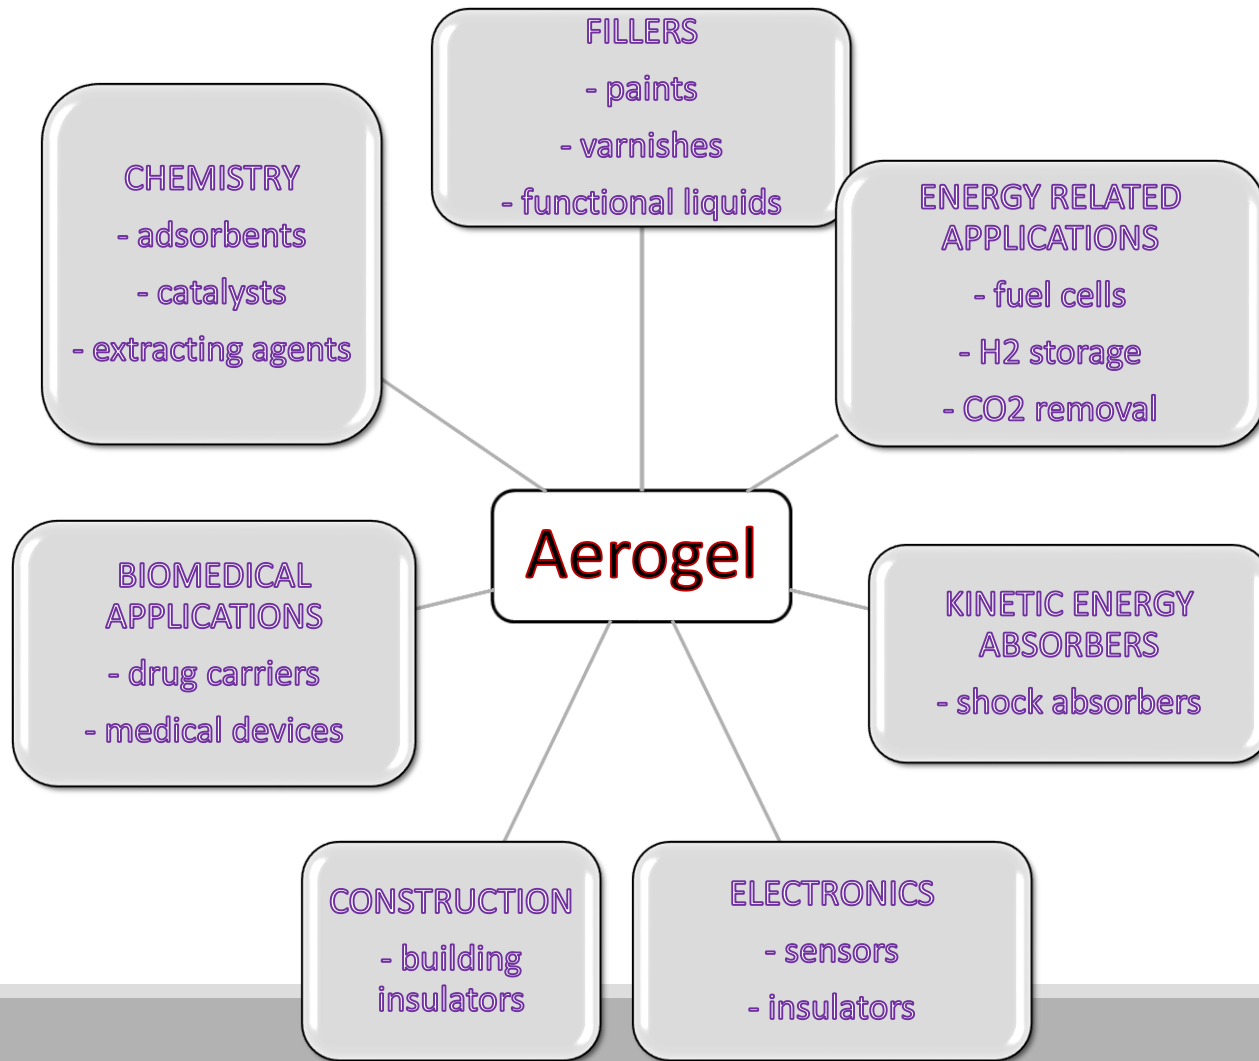 FILLERS
- paints
- varnishes
- functional liquids
CHEMISTRY
- adsorbents
- catalysts
- extracting agents
ENERGY RELATED
APPLICATIONS
- fuel cells
- H2 storage
- CO2 removal
Aerogel
BIOMEDICAL
APPLICATIONS
- drug carriers
- medical devices
KINETIC ENERGY
ABSORBERS
- shock absorbers
CONSTRUCTION
- building
insulators
ELECTRONICS
- sensors
- insulators